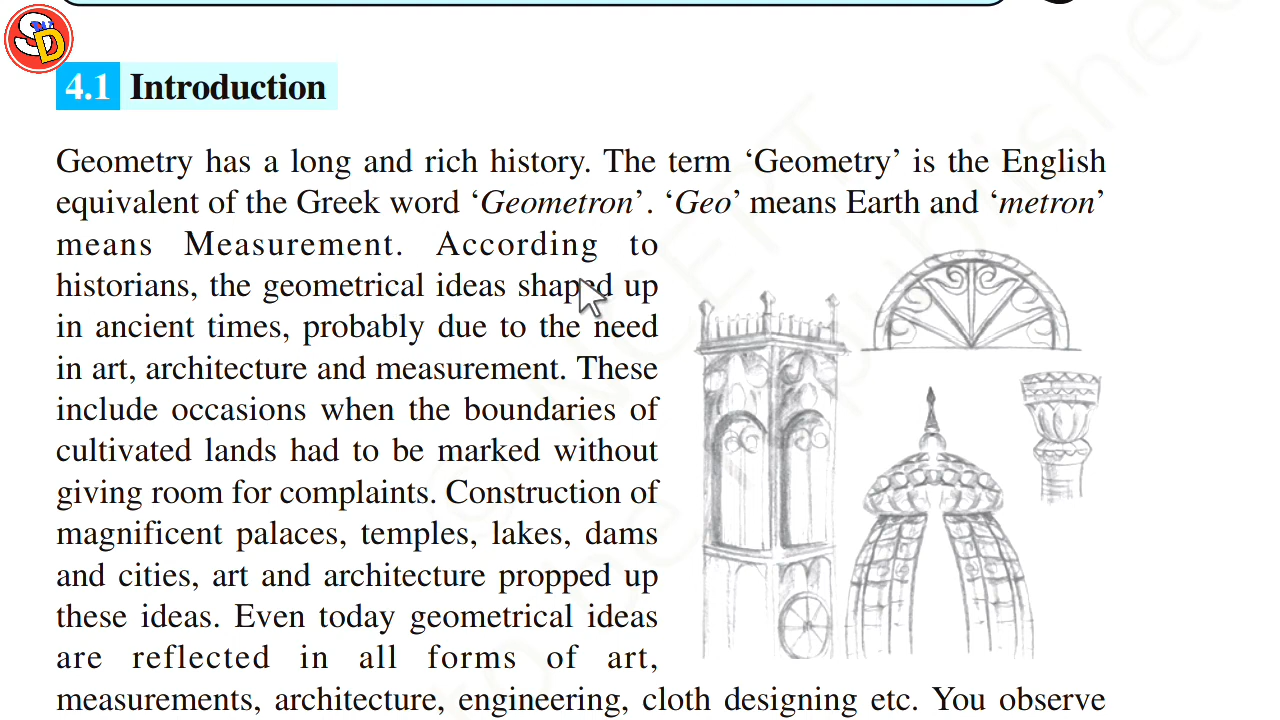 SD
4.1 Introduction
Geometry has a long and rich history. The term ‘Geometry’ is the English
equivalent of the Greek word ‘Geometron’. ‘Geo’ means Earth and ‘metron’
means Measurement. According to
historians, the geometrical ideas shaped up
in ancient times, probably due to the need
in art, architecture and measurement. These
include occasions when the boundaries of
cultivated lands had to be marked without
giving room for complaints. Construction of
magnificent palaces, temples, lakes, dams
and cities, art and architecture propped up
these ideas. Even today geometrical ideas
are reflected in all forms of art,
measurements, architecture, engineering, cloth designing etc. You observe